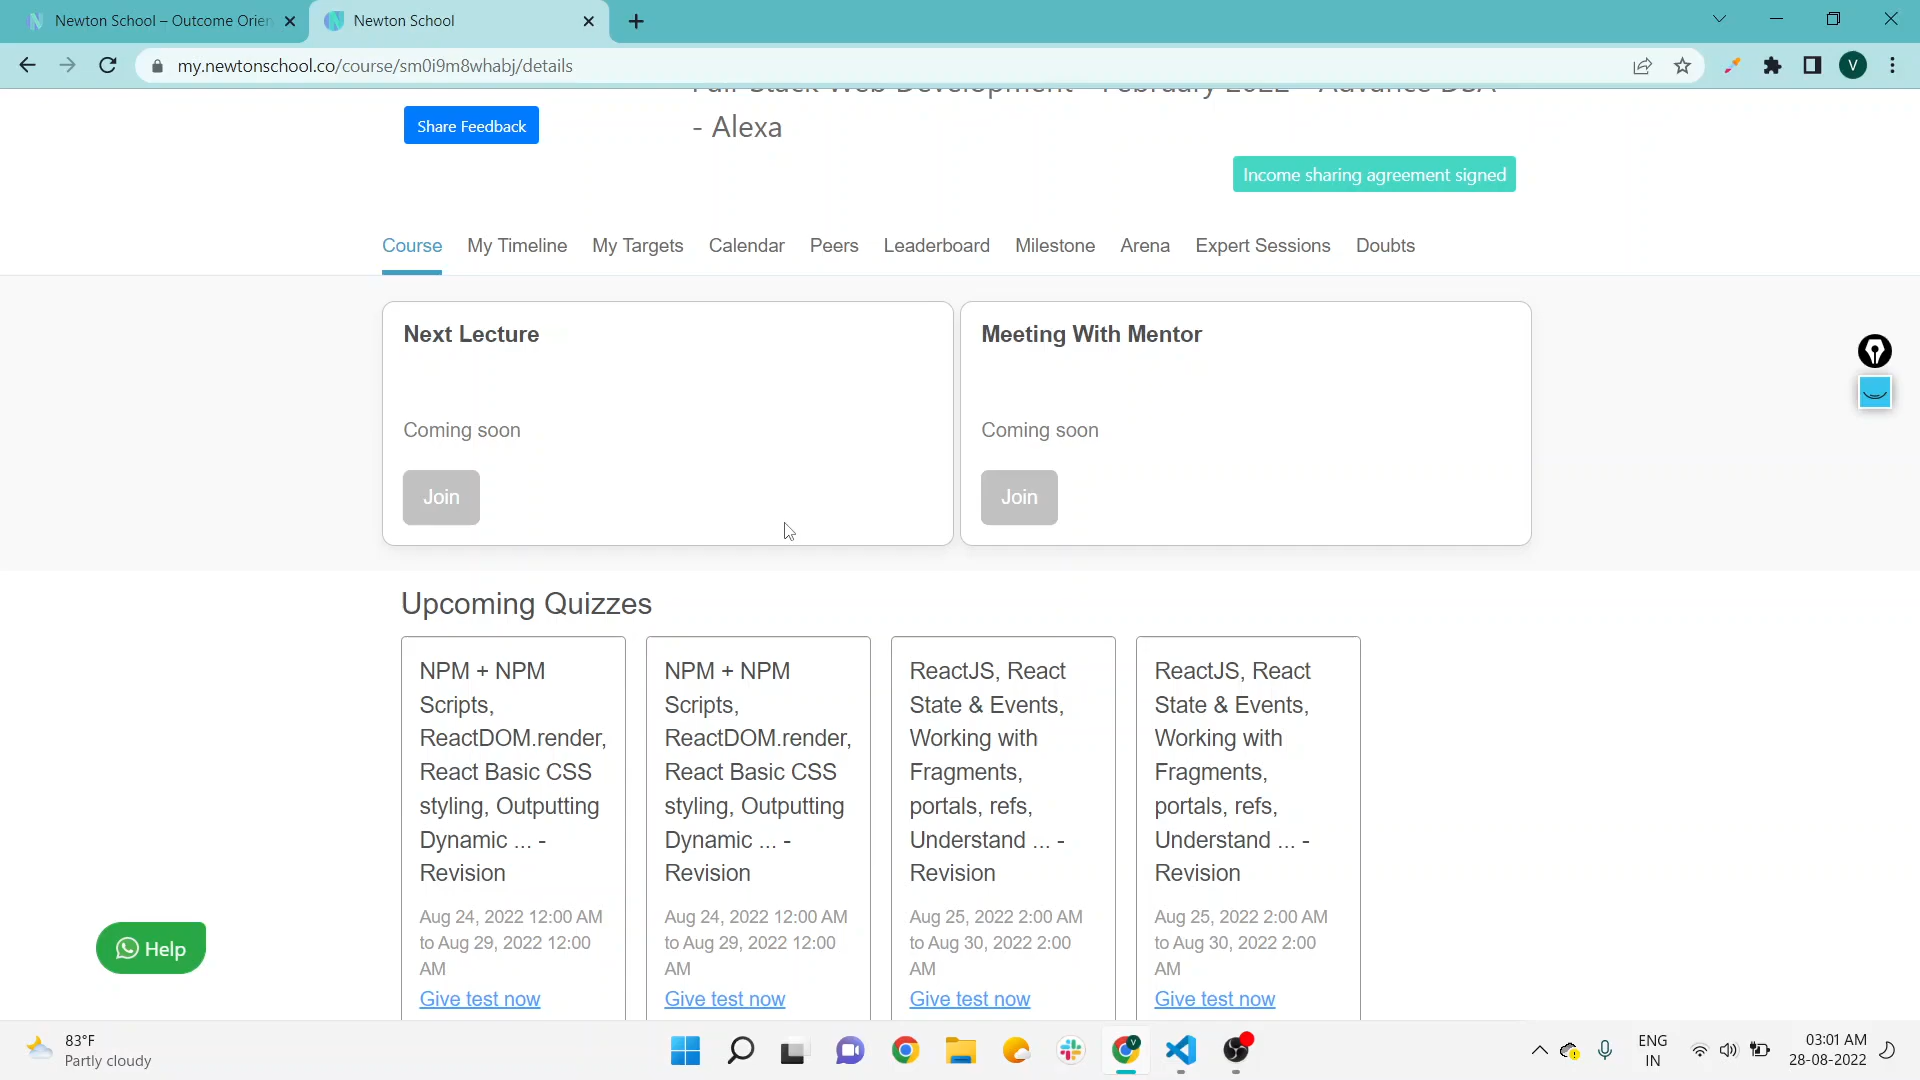 Newton School – Outcome Orien
Newton School
my.newtonschool.co/course/sm0i9m8whabj/details
V
Full Stack Web Development - February 2022 - Advance DSA
- Alexa
Share Feedback
Income sharing agreement signed
Course My Timeline My Targets Calendar Peers Leaderboard Milestone Arena Expert Sessions Doubts
Next Lecture
Coming soon
Join
Meeting With Mentor
Coming soon
Join
Upcoming Quizzes
NPM + NPM
Scripts,
ReactDOM.render,
React Basic CSS
styling, Outputting
Dynamic ... -
Revision
Aug 24, 2022 12:00 AM
to Aug 29, 2022 12:00
AM
Give test now
NPM + NPM
Scripts,
ReactDOM.render,
React Basic CSS
styling, Outputting
Dynamic ... -
Revision
Aug 24, 2022 12:00 AM
to Aug 29, 2022 12:00
AM
Give test now
ReactJS, React
State & Events,
Working with
Fragments,
portals, refs,
Understand ... -
Revision
Aug 25, 2022 2:00 AM
to Aug 30, 2022 2:00
AM
Give test now
ReactJS, React
State & Events,
Working with
Fragments,
portals, refs,
Understand ... -
Revision
Aug 25, 2022 2:00 AM
to Aug 30, 2022 2:00
AM
Give test now
Help
83°F
Partly cloudy
ENG
IN
03:01 AM
28-08-2022